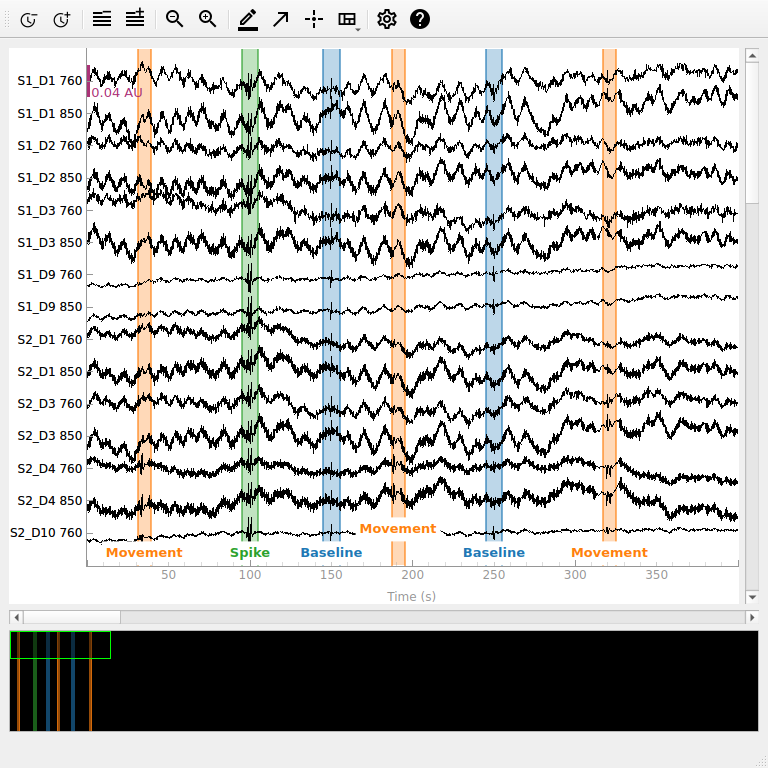 S1_D1 760
0.04 AU
S1_D1 850
S1_D2 760
S1_D2 850
S1_D3 760
S1_D3 850
S1_D9 760
S1_D9 850
S2_D1 760
S2_D1 850
S2_D3 760
S2_D3 850
S2_D4 760
S2_D4 850
S2_D10 760
Movement
Movement Spike Baseline Baseline Movement
50 100 150 200 250 300 350
Time (s)